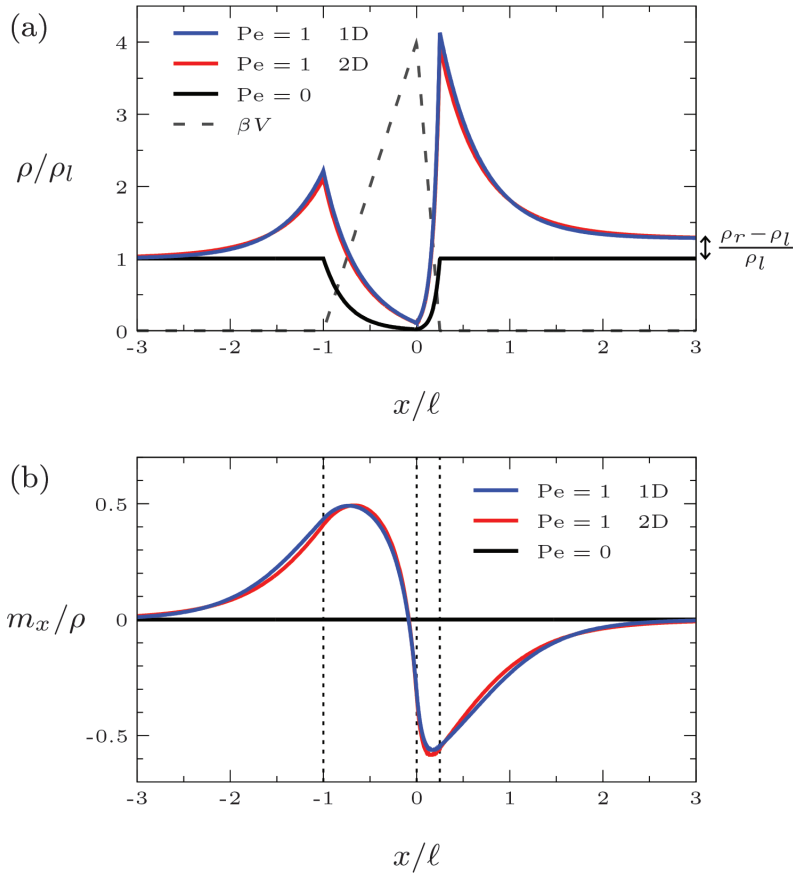 (a)
Pe = 1 1D
Pe = 1 2D
Pe = 0
βV
ρ/ρ_l
4
3
2
1
0
-3 -2 -1 0 1 2 3
x/ℓ
ρ_r − ρ_l
ρ_l
(b)
Pe = 1 1D
Pe = 1 2D
Pe = 0
m_x/ρ
0.5
0
-0.5
-3 -2 -1 0 1 2 3
x/ℓ